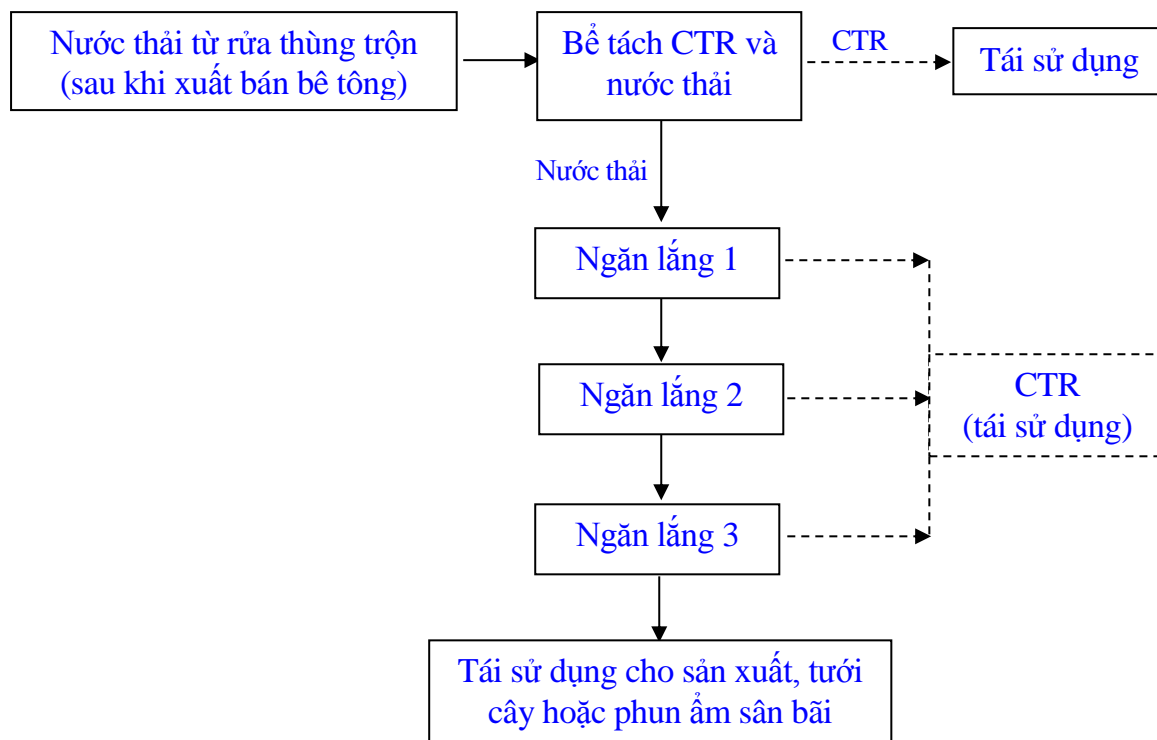 Nước thải từ rửa thùng trộn
(sau khi xuất bán bê tông)
Bể tách CTR và
nước thải
CTR
Tái sử dụng
Nước thải
Ngăn lắng 1
Ngăn lắng 2
CTR
(tái sử dụng)
Ngăn lắng 3
Tái sử dụng cho sản xuất, tưới
cây hoặc phun ẩm sân bãi